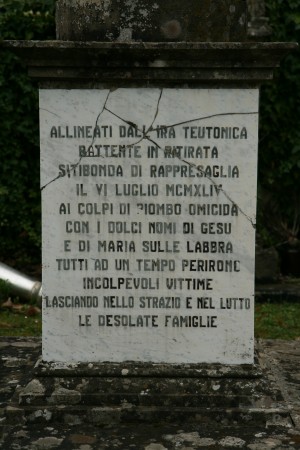 ALLINEATI DALL'IRA TEUTONICA
BATTENTE IN RITIRATA
SITIBONDA DI RAPPRESAGLIA
IL VI LUGLIO MCMXLIV
AI COLPI DI PIOMBO OMICIDA
CON I DOLCI NOMI DI GESU
E DI MARIA SULLE LABBRA
TUTTI AD UN TEMPO PERIRONO
INCOLPEVOLI VITTIME
LASCIANDO NELLO STRAZIO E NEL LUTTO
LE DESOLATE FAMIGLIE